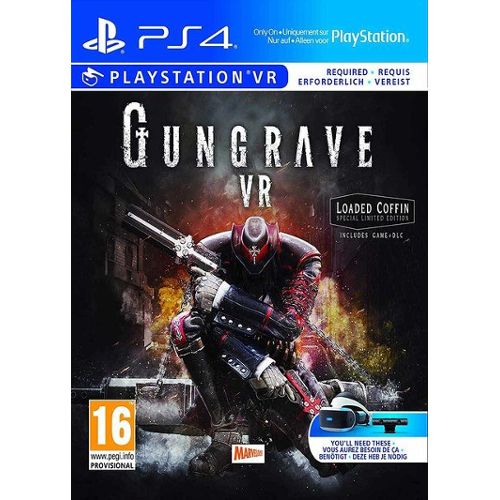 PS4
Only On • Uniquement sur
Nur auf • Alleen voor
PlayStation®
PLAYSTATION®VR
REQUIRED • REQUIS
ERFORDERLICH • VEREIST
GUNGRAVE
VR
LOADED COFFIN
SPECIAL LIMITED EDITION
INCLUDES GAME+DLC
16
www.pegi.info
PROVISIONAL
MARVELOUS!
YOU'LL NEED THESE •
VOUS AUREZ BESOIN DE ÇA •
BENÖTIGT • DEZE HEB JE NODIG